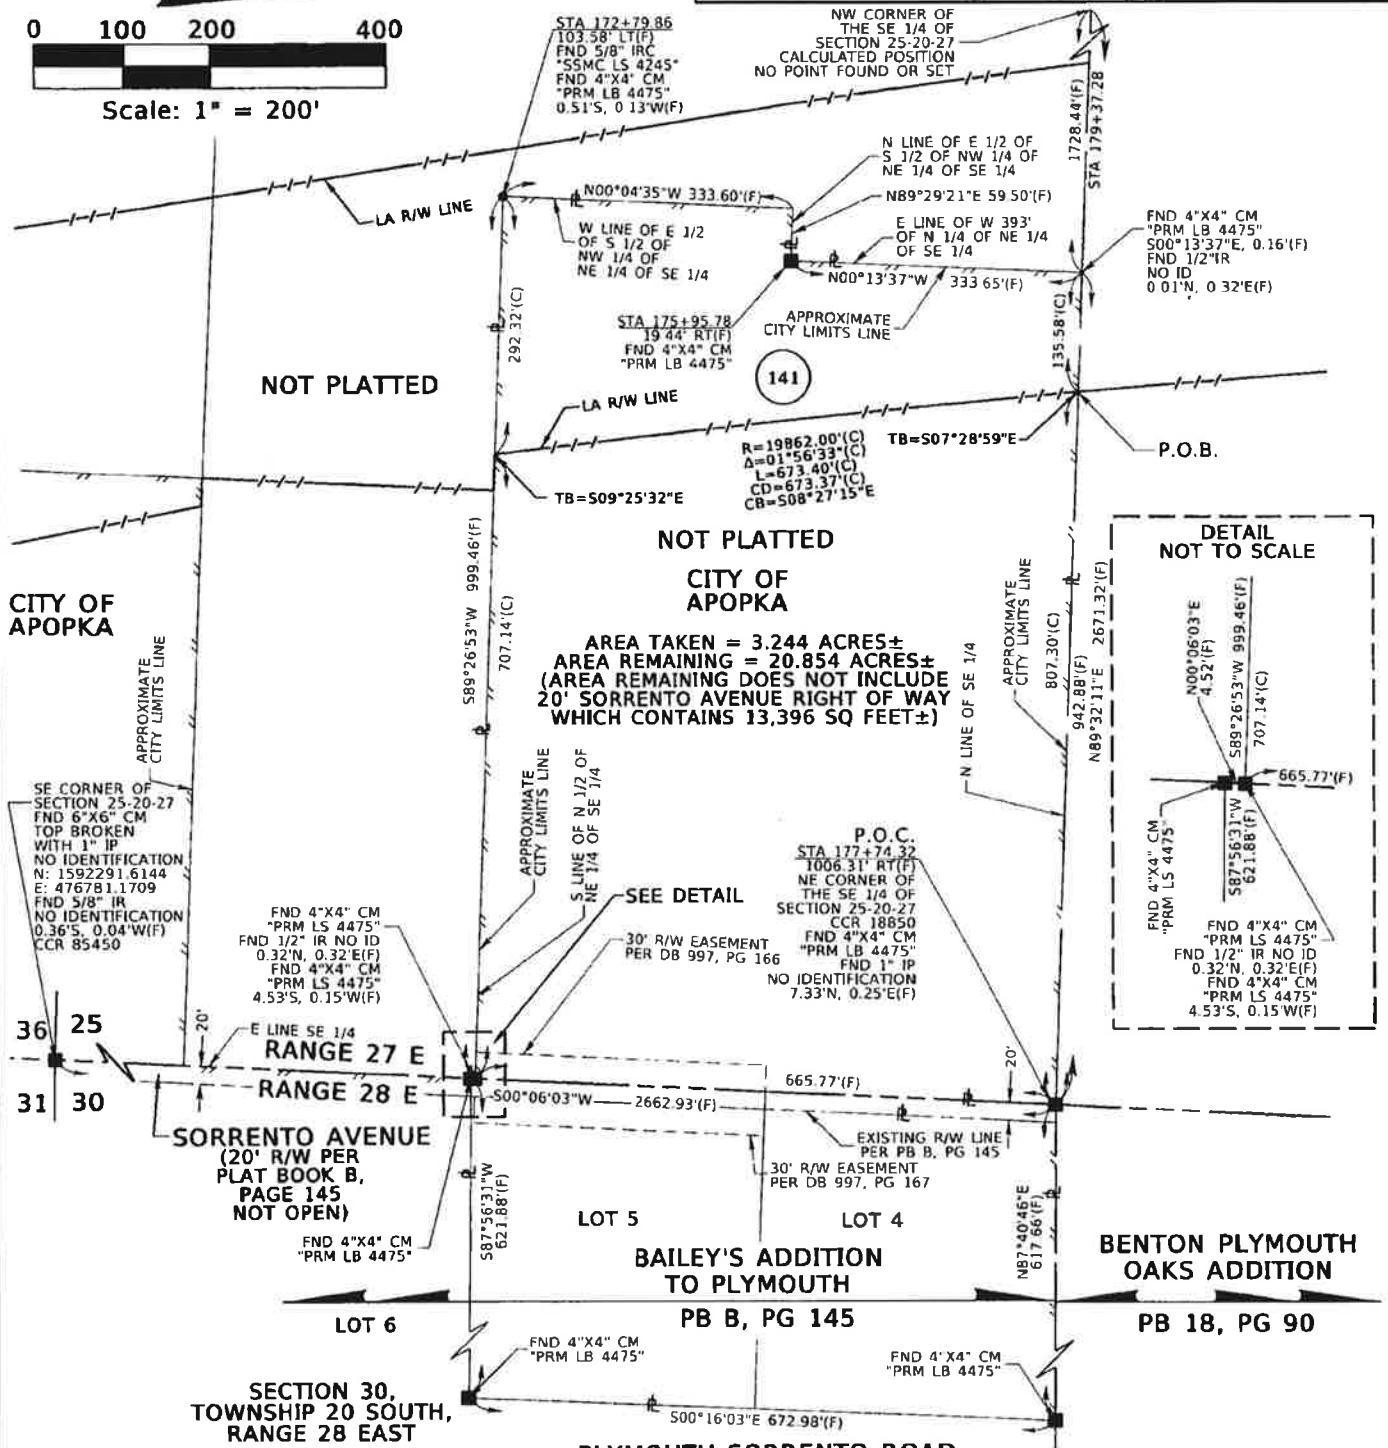 0 100 200 400
Scale: 1" = 200'
STA 172+79.86
103.58' LT(F)
FND 5/8" IRC
"SSMC LS 4245"
FND 4"X4" CM
"PRM LB 4475"
0.51'S, 0 13'W(F)
NW CORNER OF
THE SE 1/4 OF
SECTION 25-20-27
CALCULATED POSITION
NO POINT FOUND OR SET
1728.44'(F)
STA 179+37.28
N LINE OF E 1/2 OF
S 1/2 OF NW 1/4 OF
NE 1/4 OF SE 1/4
N89°29'21"E 59.50'(F)
E LINE OF W 393'
OF N 1/4 OF NE 1/4
OF SE 1/4
FND 4"X4" CM
"PRM LB 4475"
S00°13'37"E, 0.16'(F)
FND 1/2"IR
NO ID
0 01'N, 0 32'E(F)
LA R/W LINE
N00°04'35"W 333.60'(F)
W LINE OF E 1/2
OF S 1/2 OF
NW 1/4 OF
NE 1/4 OF SE 1/4
N00°13'37"W 333 65'(F)
292.32'(C)
STA 175+95.78
19 44' RT(F)
FND 4"X4" CM
"PRM LB 4475"
APPROXIMATE
CITY LIMITS LINE
135.58'(C)
141
NOT PLATTED
LA R/W LINE
R=19862.00'(C)
Δ=01°56'33"(C)
L=673.40'(C)
CD=673.37'(C)
CB=S08°27'15"E
TB=S07°28'59"E
P.O.B.
TB=S09°25'32"E
NOT PLATTED
CITY OF
APOPKA
AREA TAKEN = 3.244 ACRES±
AREA REMAINING = 20.854 ACRES±
(AREA REMAINING DOES NOT INCLUDE
20' SORRENTO AVENUE RIGHT OF WAY
WHICH CONTAINS 13,396 SQ FEET±)
CITY OF
APOPKA
APPROXIMATE
CITY LIMITS LINE
S89°26'53"W 999.46'(F)
707.14'(C)
APPROXIMATE
CITY LIMITS LINE
S LINE OF N 1/2 OF
NE 1/4 OF SE 1/4
N LINE OF SE 1/4
APPROXIMATE
CITY LIMITS LINE
807.30'(C)
942.88'(F)
N89°32'11"E 2671.32'(F)
DETAIL
NOT TO SCALE
N00°06'03"E
4.52'(F)
S89°26'53"W 999.46'(F)
707.14'(C)
665.77'(F)
FND 4"X4" CM
"PRM LS 4475"
S87°56'31"W
621.88'(F)
FND 4"X4" CM
"PRM LS 4475"
FND 1/2" IR NO ID
0.32'N, 0.32'E(F)
FND 4"X4" CM
"PRM LS 4475"
4.53'S, 0.15'W(F)
SE CORNER OF
SECTION 25-20-27
FND 6"X6" CM
TOP BROKEN
WITH 1" IP
NO IDENTIFICATION
N: 1592291.6144
E: 476781.1709
FND 5/8" IR
NO IDENTIFICATION
0.36'S, 0.04'W(F)
CCR 85450
FND 4"X4" CM
"PRM LS 4475"
FND 1/2" IR NO ID
0.32'N, 0.32'E(F)
FND 4"X4" CM
"PRM LS 4475"
4.53'S, 0.15'W(F)
SEE DETAIL
30' R/W EASEMENT
PER DB 997, PG 166
P.O.C.
STA 177+74.32
1006.31' RT(F)
NE CORNER OF
THE SE 1/4 OF
SECTION 25-20-27
CCR 18850
FND 4"X4" CM
"PRM LB 4475"
FND 1" IP
NO IDENTIFICATION
7.33'N, 0.25'E(F)
36 25
31 30
20'
E LINE SE 1/4
RANGE 27 E
RANGE 28 E
S00°06'03"W 2662.93'(F)
665.77'(F)
20'
EXISTING R/W LINE
PER PB B, PG 145
30' R/W EASEMENT
PER DB 997, PG 167
SORRENTO AVENUE
(20' R/W PER
PLAT BOOK B,
PAGE 145
NOT OPEN)
FND 4"X4" CM
"PRM LB 4475"
S87°56'31"W
621.88'(F)
LOT 5
LOT 4
N87°40'46"E
617.66'(F)
BAILEY'S ADDITION
TO PLYMOUTH
PB B, PG 145
BENTON PLYMOUTH
OAKS ADDITION
PB 18, PG 90
LOT 6
FND 4"X4" CM
"PRM LB 4475"
FND 4"X4" CM
"PRM LS 4475"
SECTION 30,
TOWNSHIP 20 SOUTH,
RANGE 28 EAST
S00°16'03"E 672.98'(F)
PLYMOUTH SORRENTO ROAD